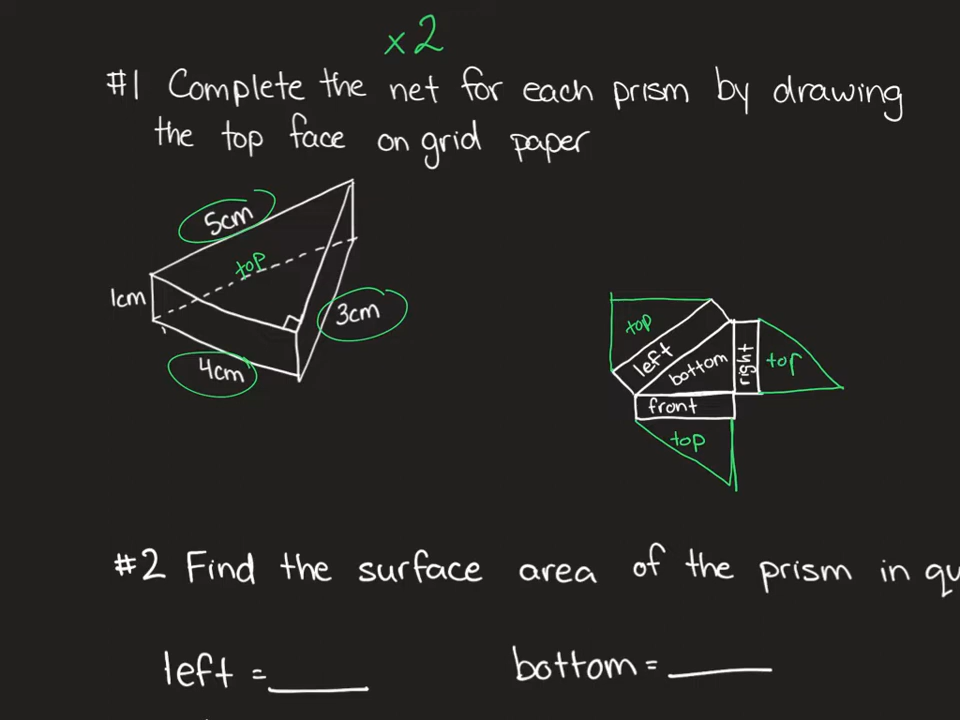 x2
#1 Complete the net for each prism by drawing
the top face on grid paper
5cm
top
1cm
3cm
4cm
top
left
bottom
right
top
front
top
#2 Find the surface area of the prism in
left = ____
bottom = ____